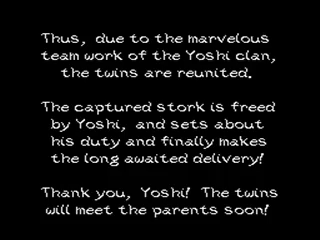 Thus, due to the marvelous
team work of the Yoshi clan,
the twins are reunited.
The captured stork is freed
by Yoshi, and sets about
his duty and finally makes
the long awaited delivery!
Thank you, Yoshi! The twins
will meet the parents soon!